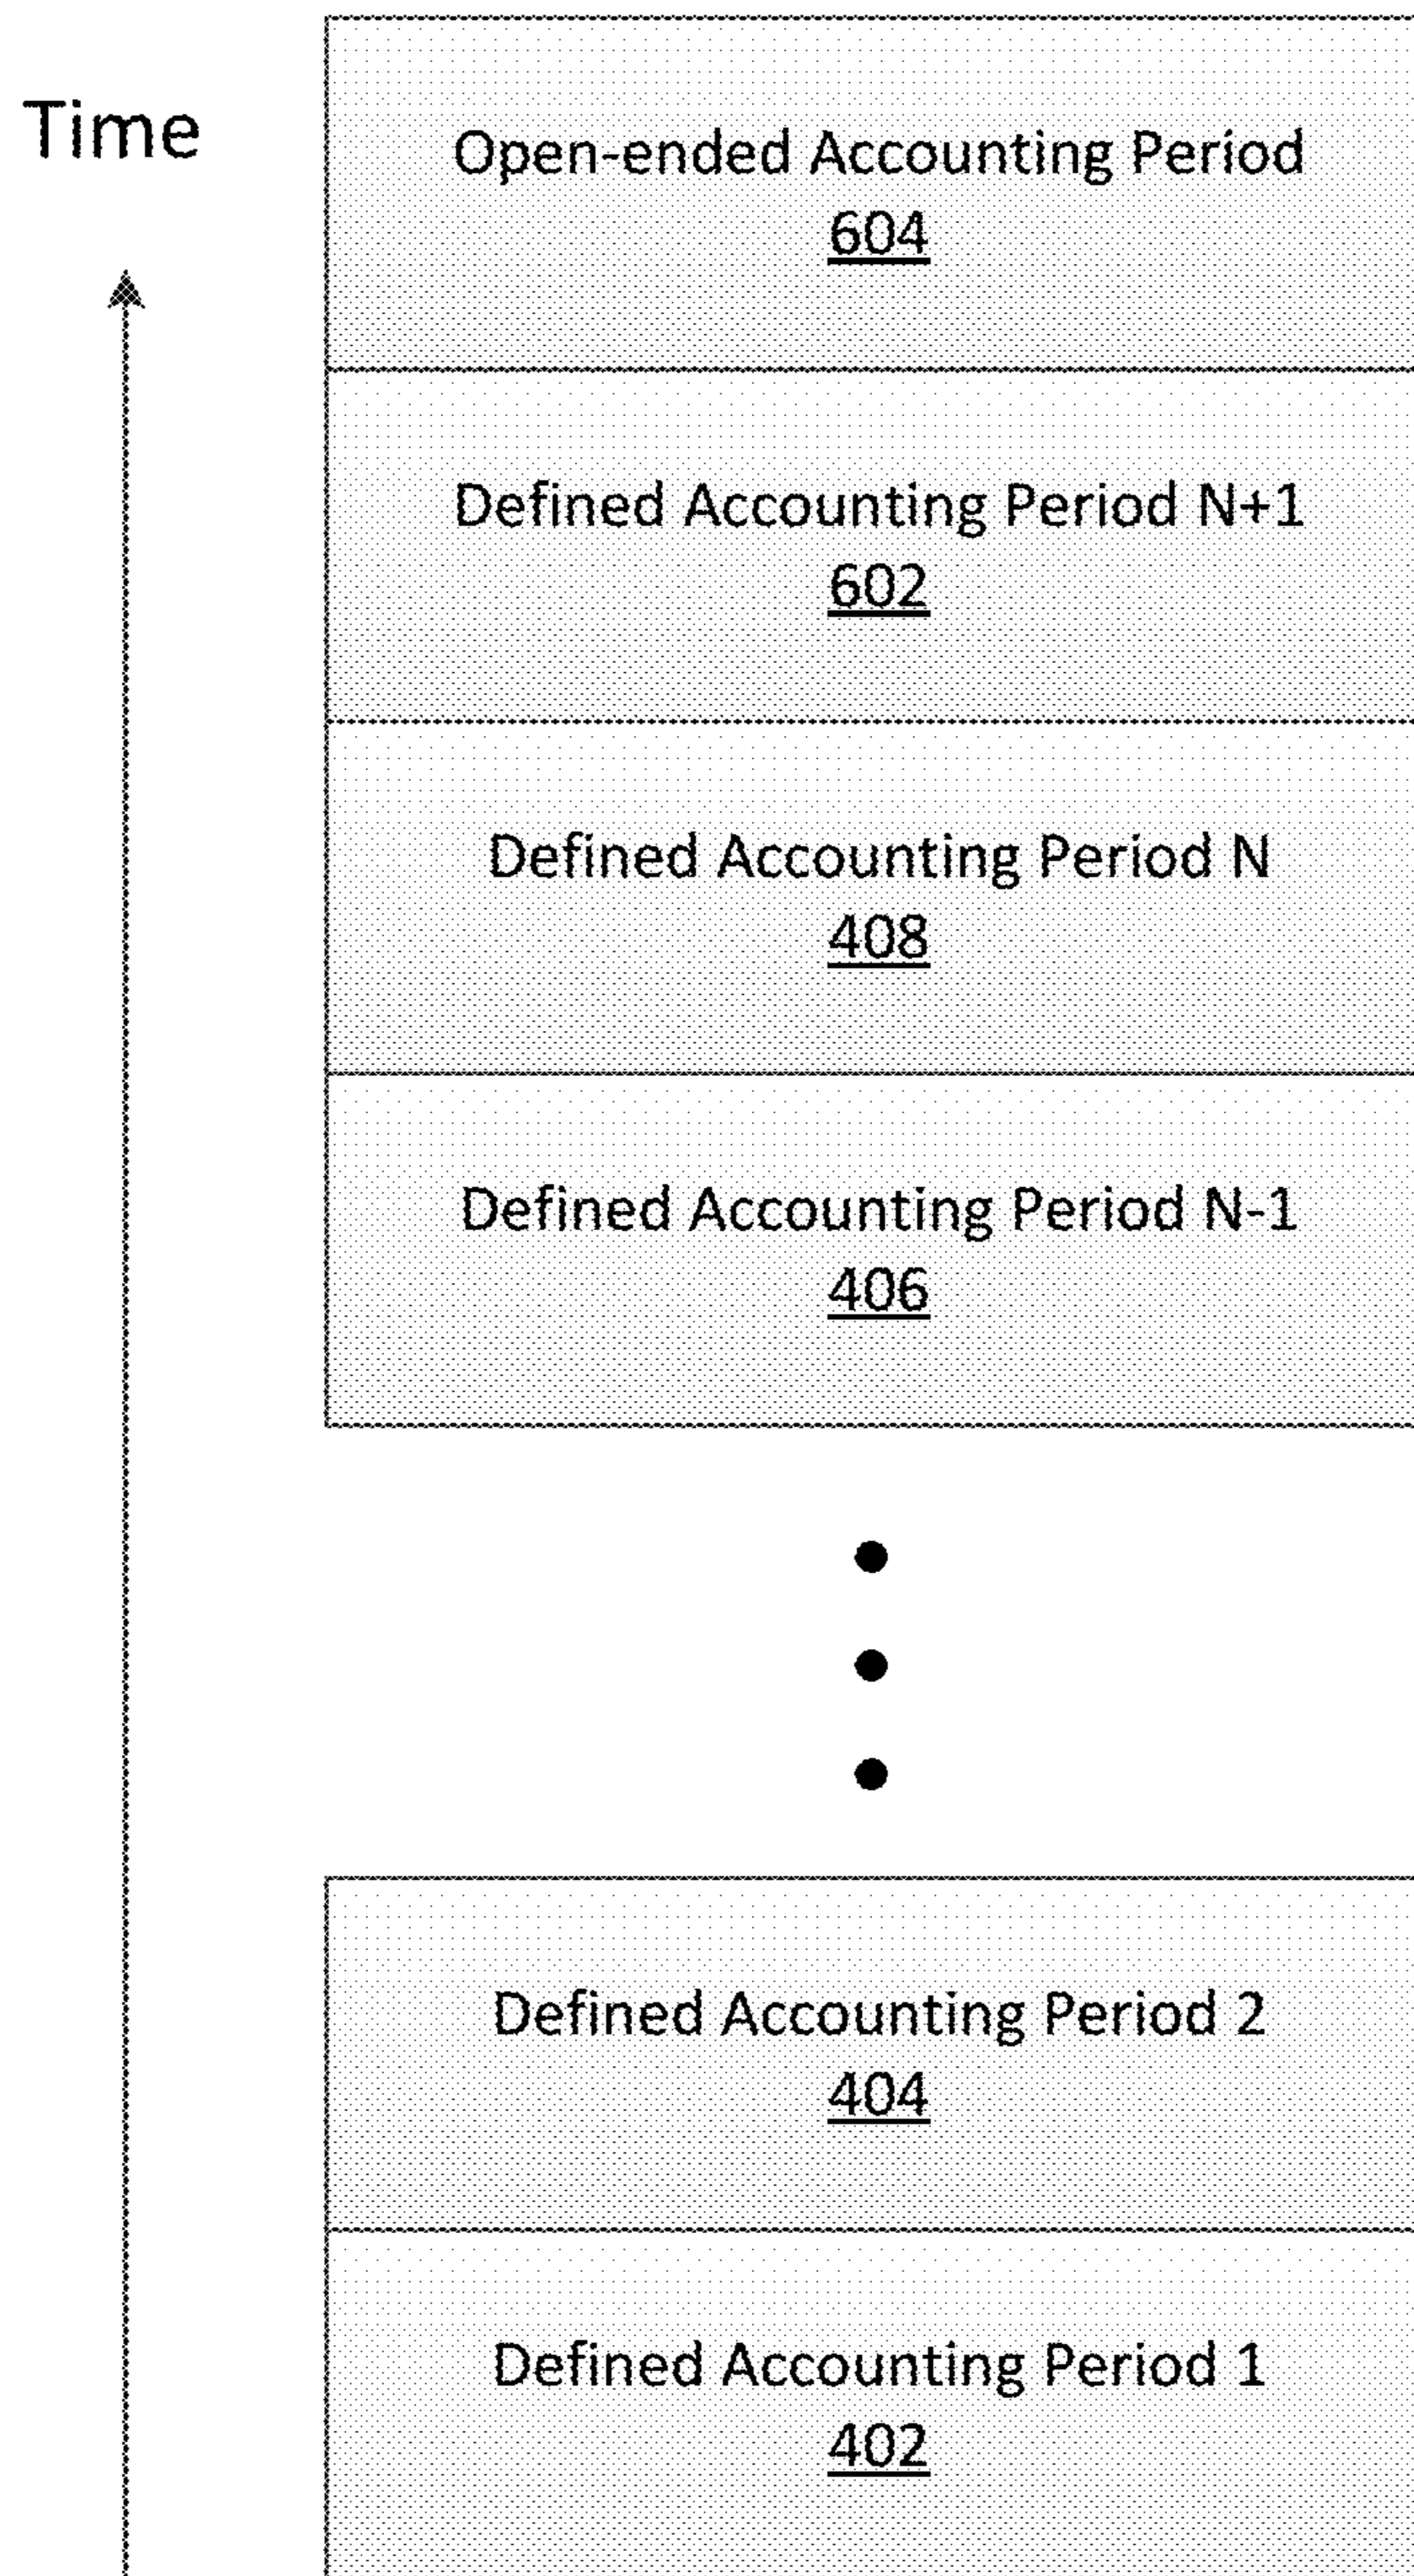 Time
Open-ended Accounting Period
604
Defined Accounting Period N+1
602
Defined Accounting Period N
408
Defined Accounting Period N-1
406
Defined Accounting Period 2
404
Defined Accounting Period 1
402